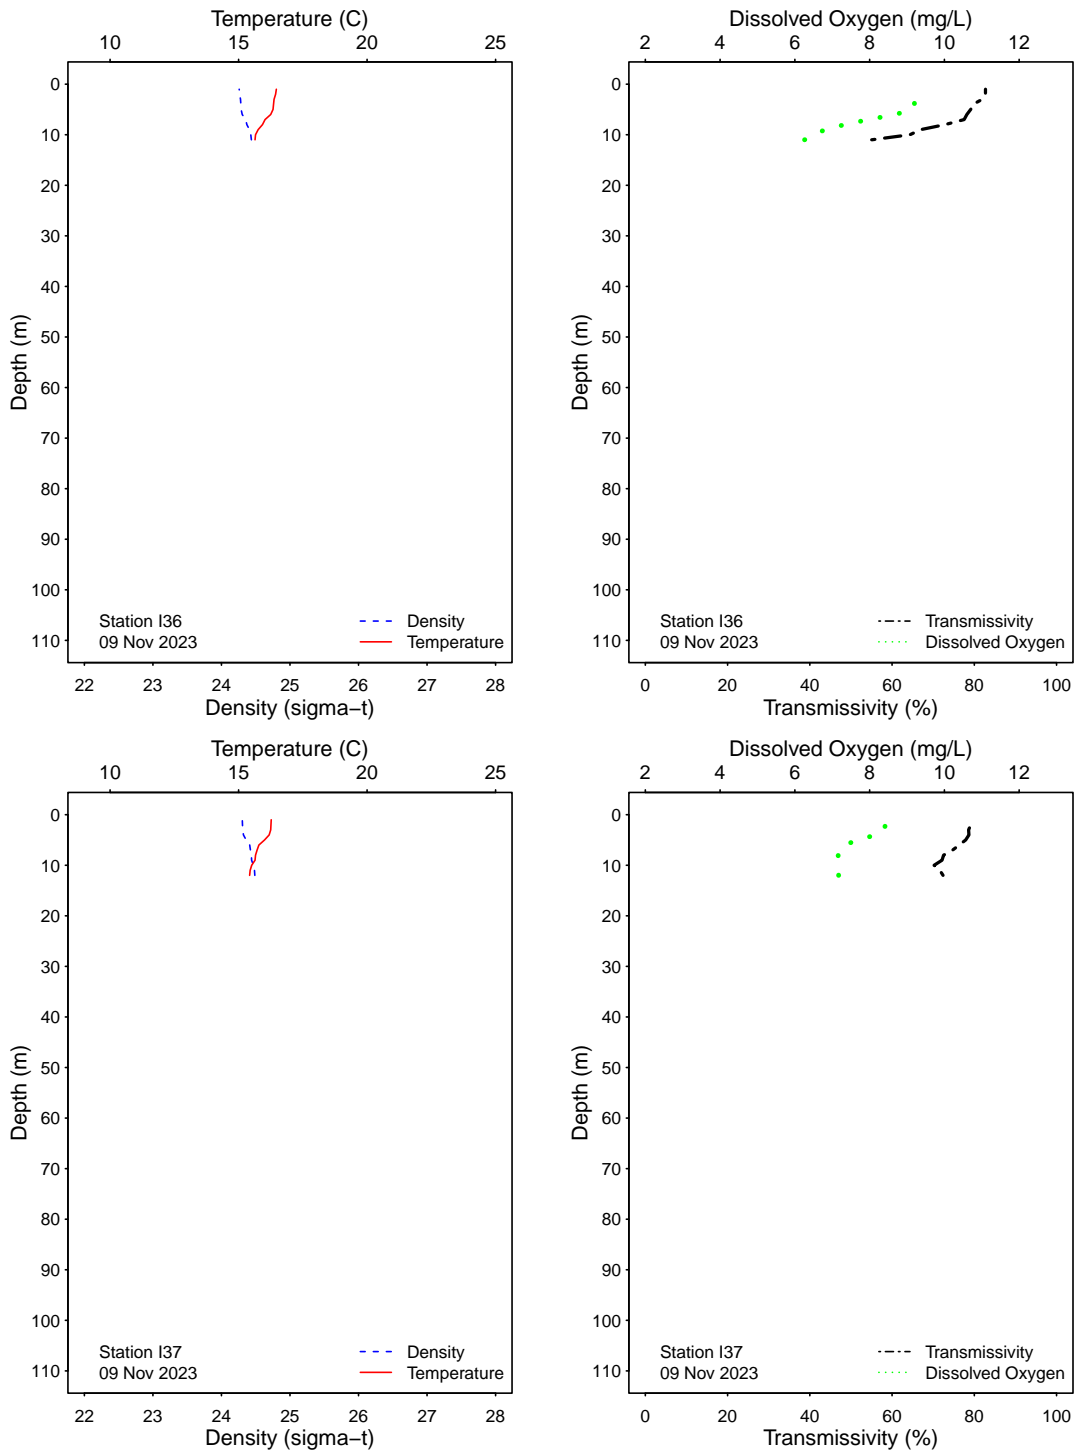 Temperature (C)
10 15 20 25
0
10
20
30
40
50
60
70
80
90
100
110
Depth (m)
Station I36
09 Nov 2023
Density
Temperature
22 23 24 25 26 27 28
Density (sigma−t)
Dissolved Oxygen (mg/L)
2 4 6 8 10 12
0
10
20
30
40
50
60
70
80
90
100
110
Depth (m)
Station I36
09 Nov 2023
Transmissivity
Dissolved Oxygen
0 20 40 60 80 100
Transmissivity (%)
Temperature (C)
10 15 20 25
0
10
20
30
40
50
60
70
80
90
100
110
Depth (m)
Station I37
09 Nov 2023
Density
Temperature
22 23 24 25 26 27 28
Density (sigma−t)
Dissolved Oxygen (mg/L)
2 4 6 8 10 12
0
10
20
30
40
50
60
70
80
90
100
110
Depth (m)
Station I37
09 Nov 2023
Transmissivity
Dissolved Oxygen
0 20 40 60 80 100
Transmissivity (%)